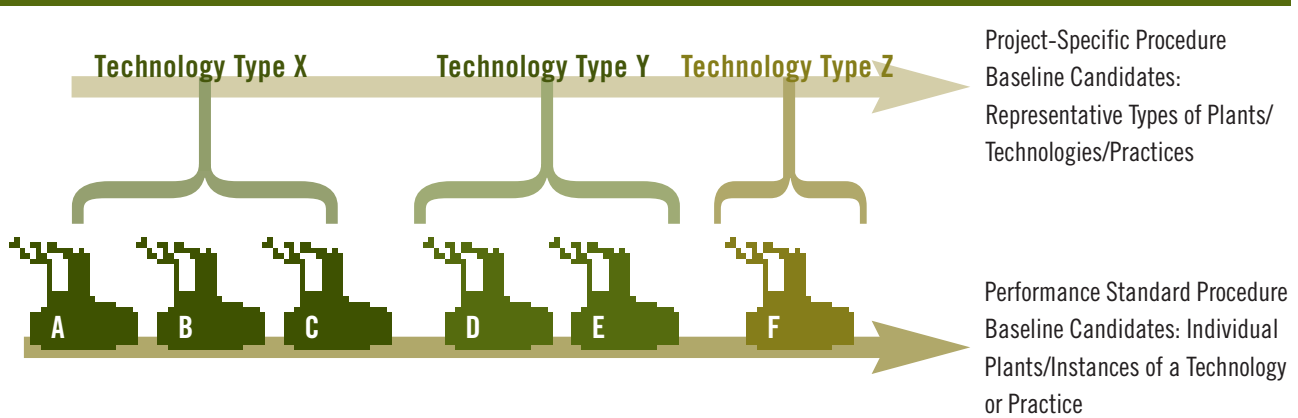 Technology Type X
Technology Type Y
Technology Type Z
Project-Specific Procedure
Baseline Candidates:
Representative Types of Plants/
Technologies/Practices
A
B
C
D
E
F
Performance Standard Procedure
Baseline Candidates: Individual
Plants/Instances of a Technology
or Practice